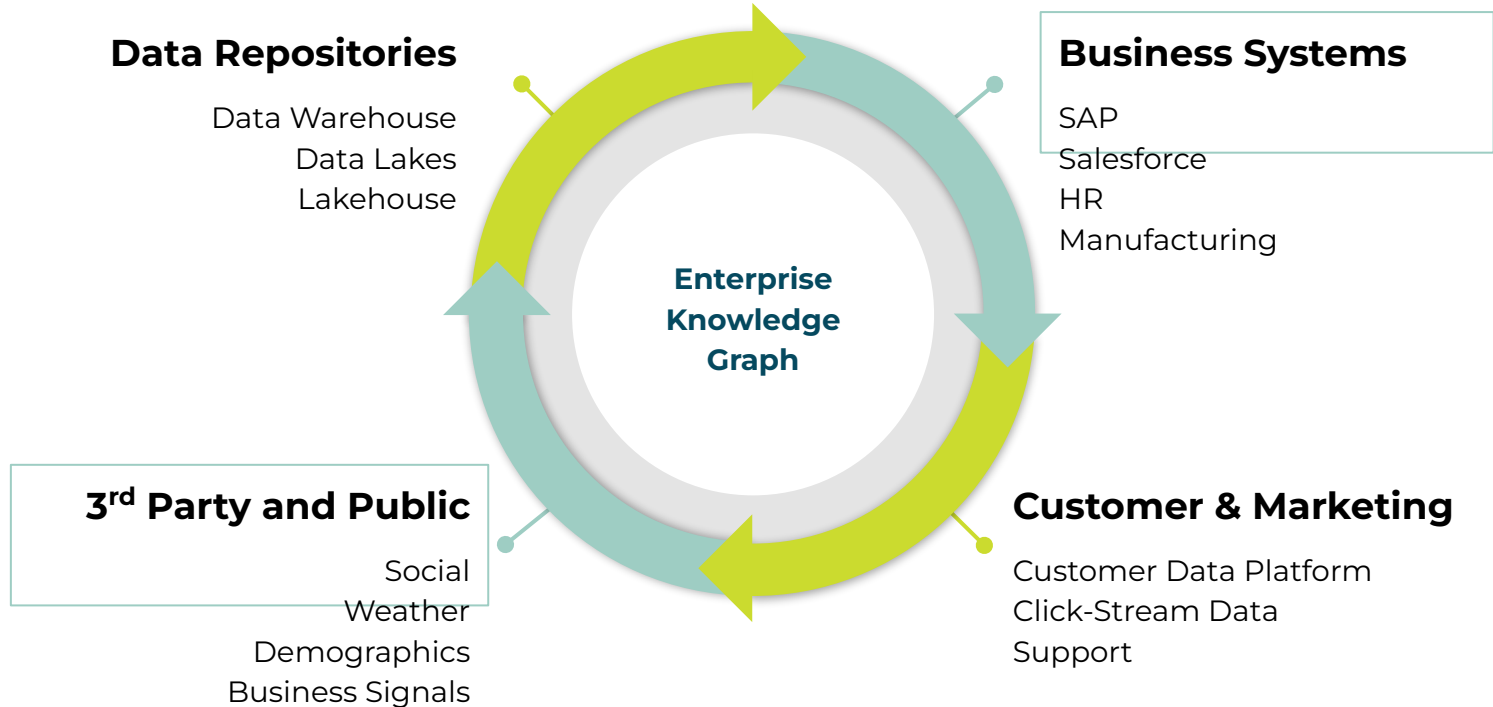 Data Repositories
Data Warehouse
Data Lakes
Lakehouse
Business Systems
SAP
Salesforce
HR
Manufacturing
Enterprise
Knowledge
Graph
3rd Party and Public
Social
Weather
Demographics
Business Signals
Customer & Marketing
Customer Data Platform
Click-Stream Data
Support